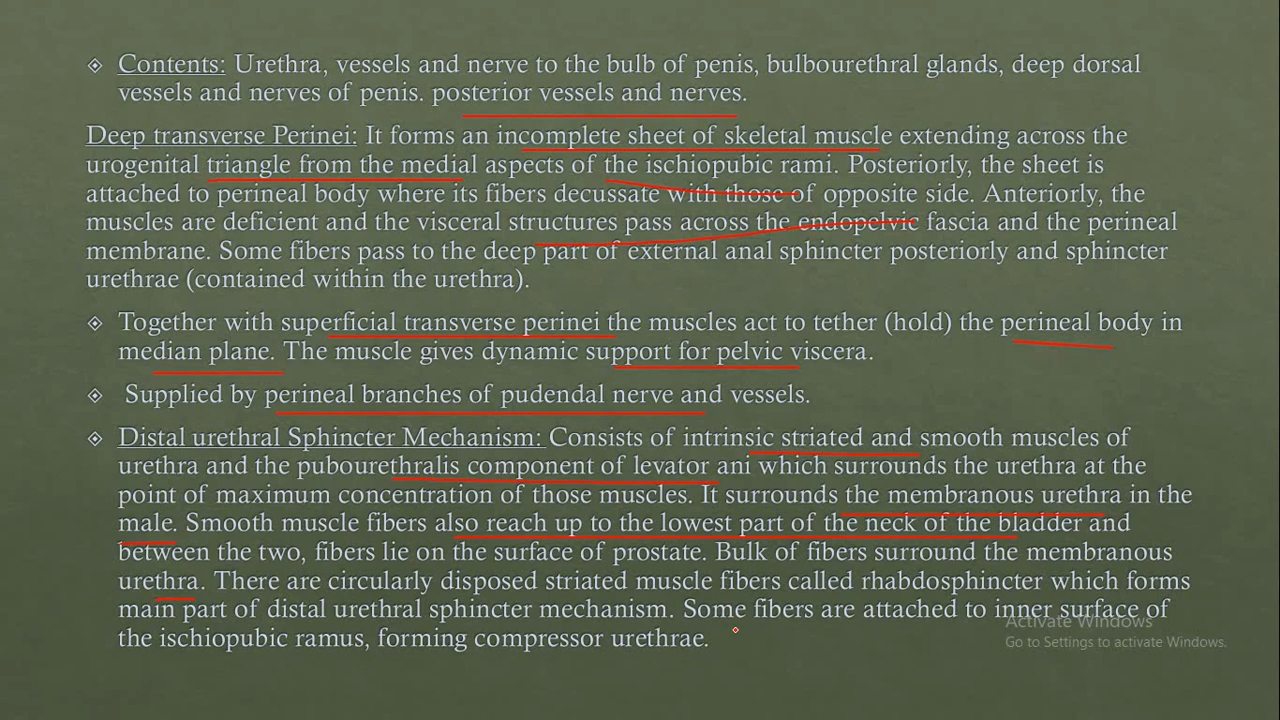 Contents: Urethra, vessels and nerve to the bulb of penis, bulbourethral glands, deep dorsal
vessels and nerves of penis. posterior vessels and nerves.
Deep transverse Perinei: It forms an incomplete sheet of skeletal muscle extending across the
urogenital triangle from the medial aspects of the ischiopubic rami. Posteriorly, the sheet is
attached to perineal body where its fibers decussate with those of opposite side. Anteriorly, the
muscles are deficient and the visceral structures pass across the endopelvic fascia and the perineal
membrane. Some fibers pass to the deep part of external anal sphincter posteriorly and sphincter
urethrae (contained within the urethra).
Together with superficial transverse perinei the muscles act to tether (hold) the perineal body in
median plane. The muscle gives dynamic support for pelvic viscera.
Supplied by perineal branches of pudendal nerve and vessels.
Distal urethral Sphincter Mechanism: Consists of intrinsic striated and smooth muscles of
urethra and the pubourethralis component of levator ani which surrounds the urethra at the
point of maximum concentration of those muscles. It surrounds the membranous urethra in the
male. Smooth muscle fibers also reach up to the lowest part of the neck of the bladder and
between the two, fibers lie on the surface of prostate. Bulk of fibers surround the membranous
urethra. There are circularly disposed striated muscle fibers called rhabdosphincter which forms
main part of distal urethral sphincter mechanism. Some fibers are attached to inner surface of
the ischiopubic ramus, forming compressor urethrae.
Activate Windows
Go to Settings to activate Windows.